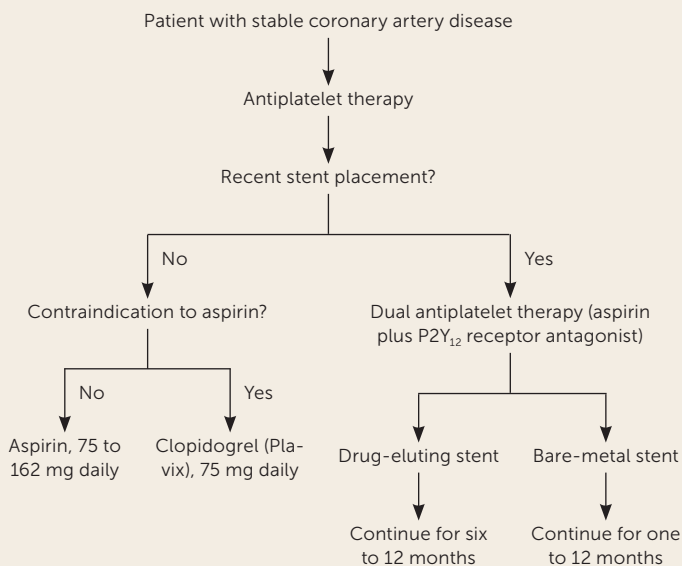 Patient with stable coronary artery disease
Antiplatelet therapy
Recent stent placement?
No
Yes
Contraindication to aspirin?
Dual antiplatelet therapy (aspirin
plus P2Y₁₂ receptor antagonist)
No
Yes
Aspirin, 75 to
162 mg daily
Clopidogrel (Pla-
vix), 75 mg daily
Drug-eluting stent
Bare-metal stent
Continue for six
to 12 months
Continue for one
to 12 months